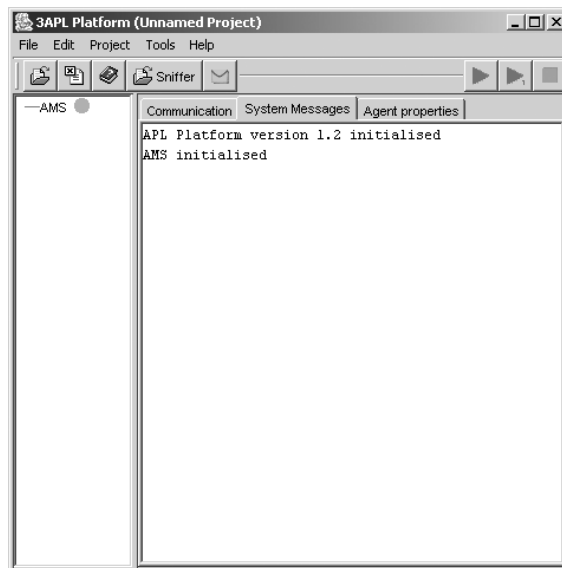 3APL Platform (Unnamed Project)
File Edit Project Tools Help
Sniffer
1
AMS
Communication System Messages Agent properties
APL Platform version 1.2 initialised
AMS initialised